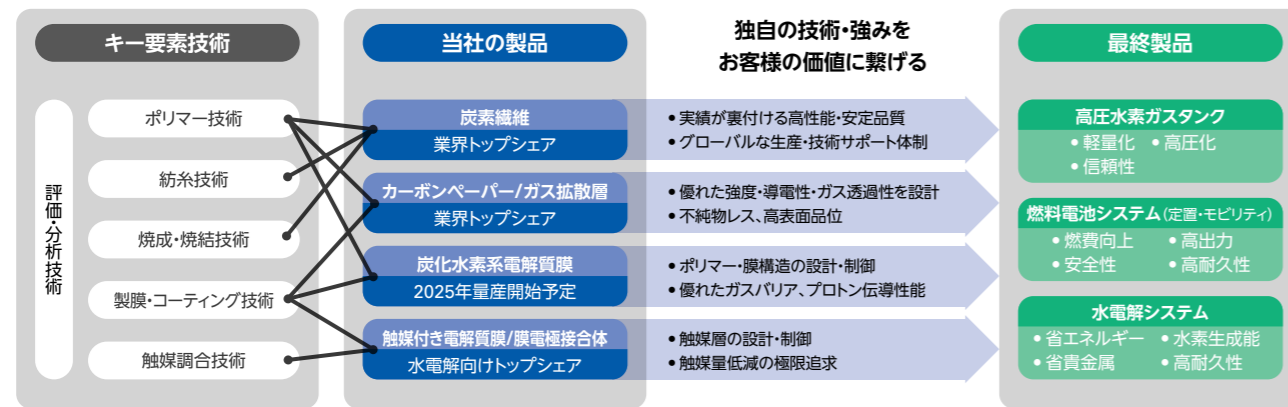 キー要素技術
評価・分析技術
ポリマー技術
紡糸技術
焼成・焼結技術
製膜・コーティング技術
触媒調合技術
当社の製品
炭素繊維
業界トップシェア
カーボンペーパー/ガス拡散層
業界トップシェア
炭化水素系電解質膜
2025年量産開始予定
触媒付き電解質膜/膜電極接合体
水電解向けトップシェア
独自の技術・強みを
お客様の価値に繋げる
• 実績が裏付ける高性能・安定品質
• グローバルな生産・技術サポート体制
• 優れた強度・導電性・ガス透過性を設計
• 不純物レス、高表面品位
• ポリマー・膜構造の設計・制御
• 優れたガスバリア、プロトン伝導性能
• 触媒層の設計・制御
• 触媒量低減の極限追求
最終製品
高圧水素ガスタンク
• 軽量化 • 高圧化
• 信頼性
燃料電池システム(定置・モビリティ)
• 燃費向上 • 高出力
• 安全性 • 高耐久性
水電解システム
• 省エネルギー • 水素生成能
• 省貴金属 • 高耐久性